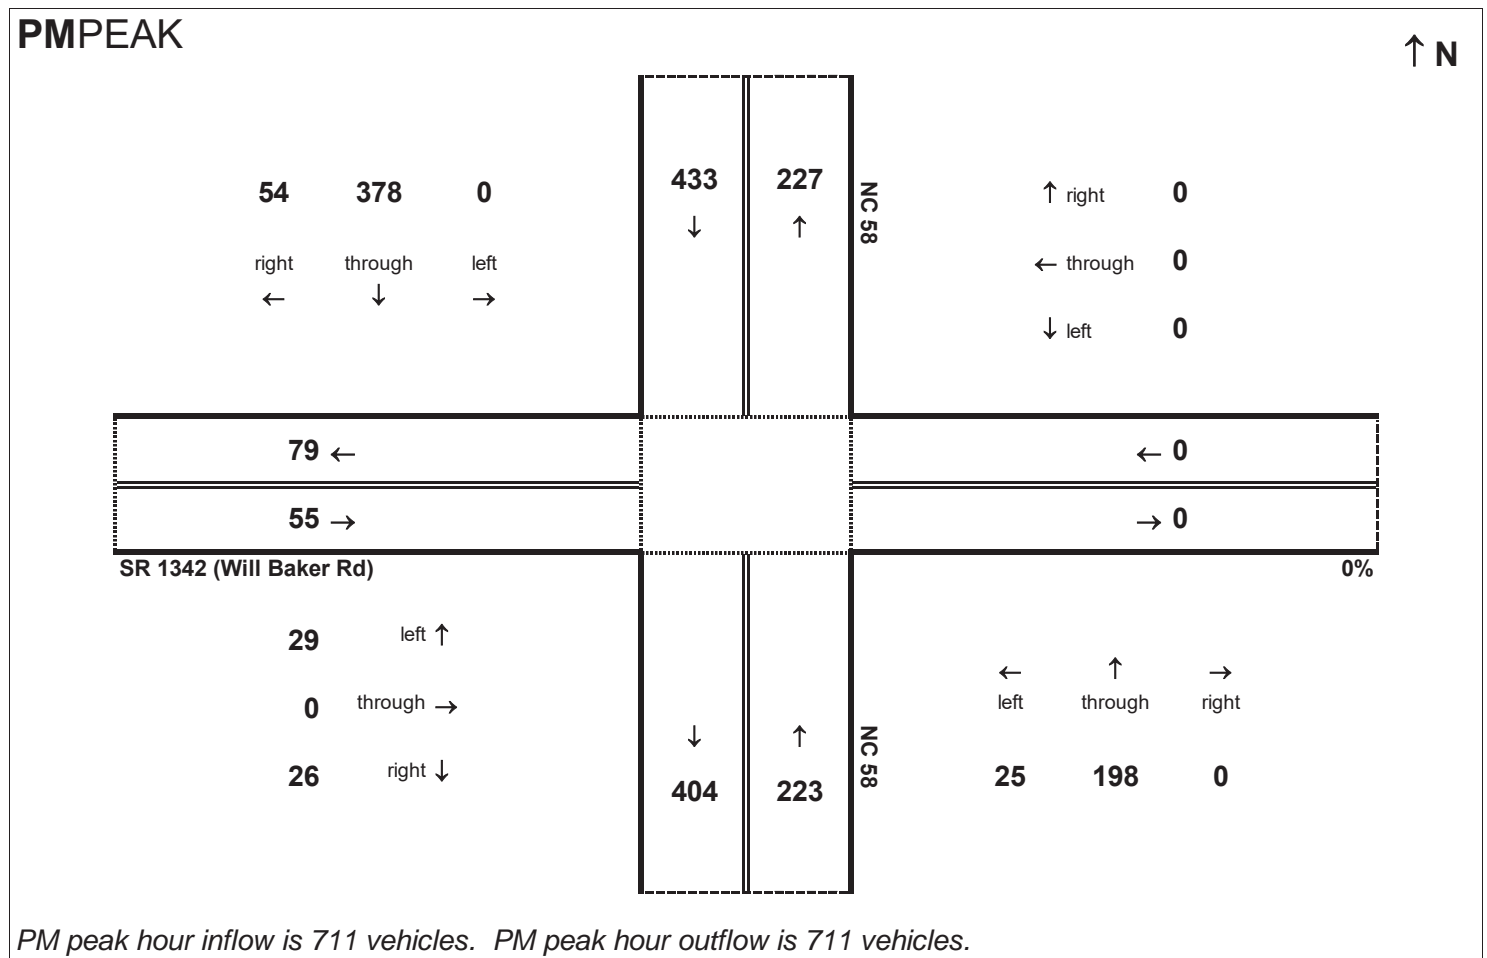 PMPEAK
↑ N
54 378 0
right through left
← ↓ →
433 227
↓ ↑
NC 58
↑ right 0
← through 0
↓ left 0
79 ←
55 →
← 0
→ 0
SR 1342 (Will Baker Rd)
0%
29 left ↑
0 through →
26 right ↓
↓ ↑
404 223
NC 58
← ↑ →
left through right
25 198 0
PM peak hour inflow is 711 vehicles. PM peak hour outflow is 711 vehicles.